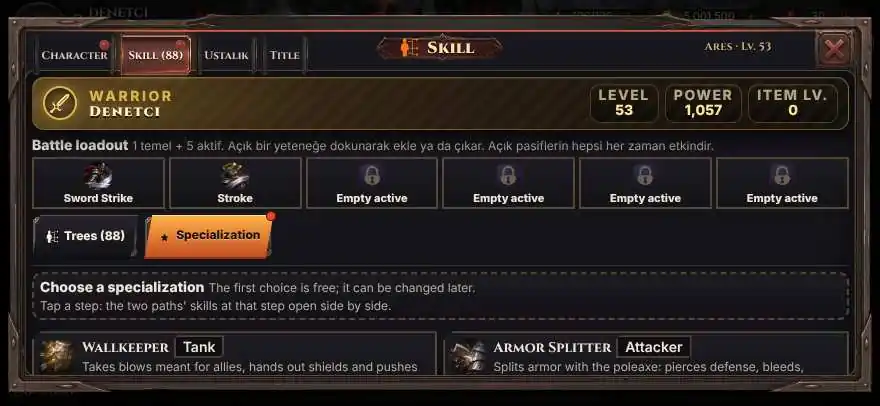 DENETCI
5,001,500
30
CHARACTER
SKILL (88)
USTALIK
TITLE
SKILL
ARES · LV. 53
WARRIOR
DENETCI
LEVEL
53
POWER
1,057
ITEM LV.
0
Battle loadout 1 temel + 5 aktif. Açık bir yeteneğe dokunarak ekle ya da çıkar. Açık pasiflerin hepsi her zaman etkindir.
Sword Strike
Stroke
Empty active
Empty active
Empty active
Empty active
Trees (88)
Specialization
Choose a specialization The first choice is free; it can be changed later.
Tap a step: the two paths' skills at that step open side by side.
WALLKEEPER Tank
Takes blows meant for allies, hands out shields and pushes
ARMOR SPLITTER Attacker
Splits armor with the poleaxe: pierces defense, bleeds,